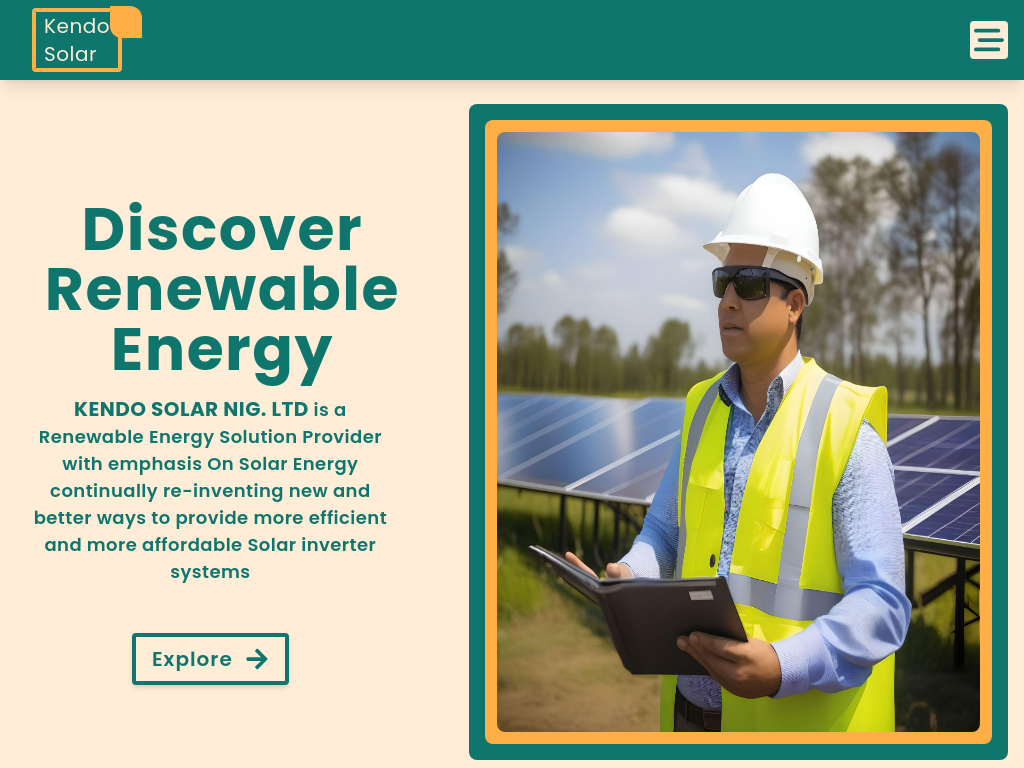 Kendo
Solar
Discover
Renewable
Energy
KENDO SOLAR NIG. LTD is a
Renewable Energy Solution Provider
with emphasis On Solar Energy
continually re-inventing new and
better ways to provide more efficient
and more affordable Solar inverter
systems
Explore